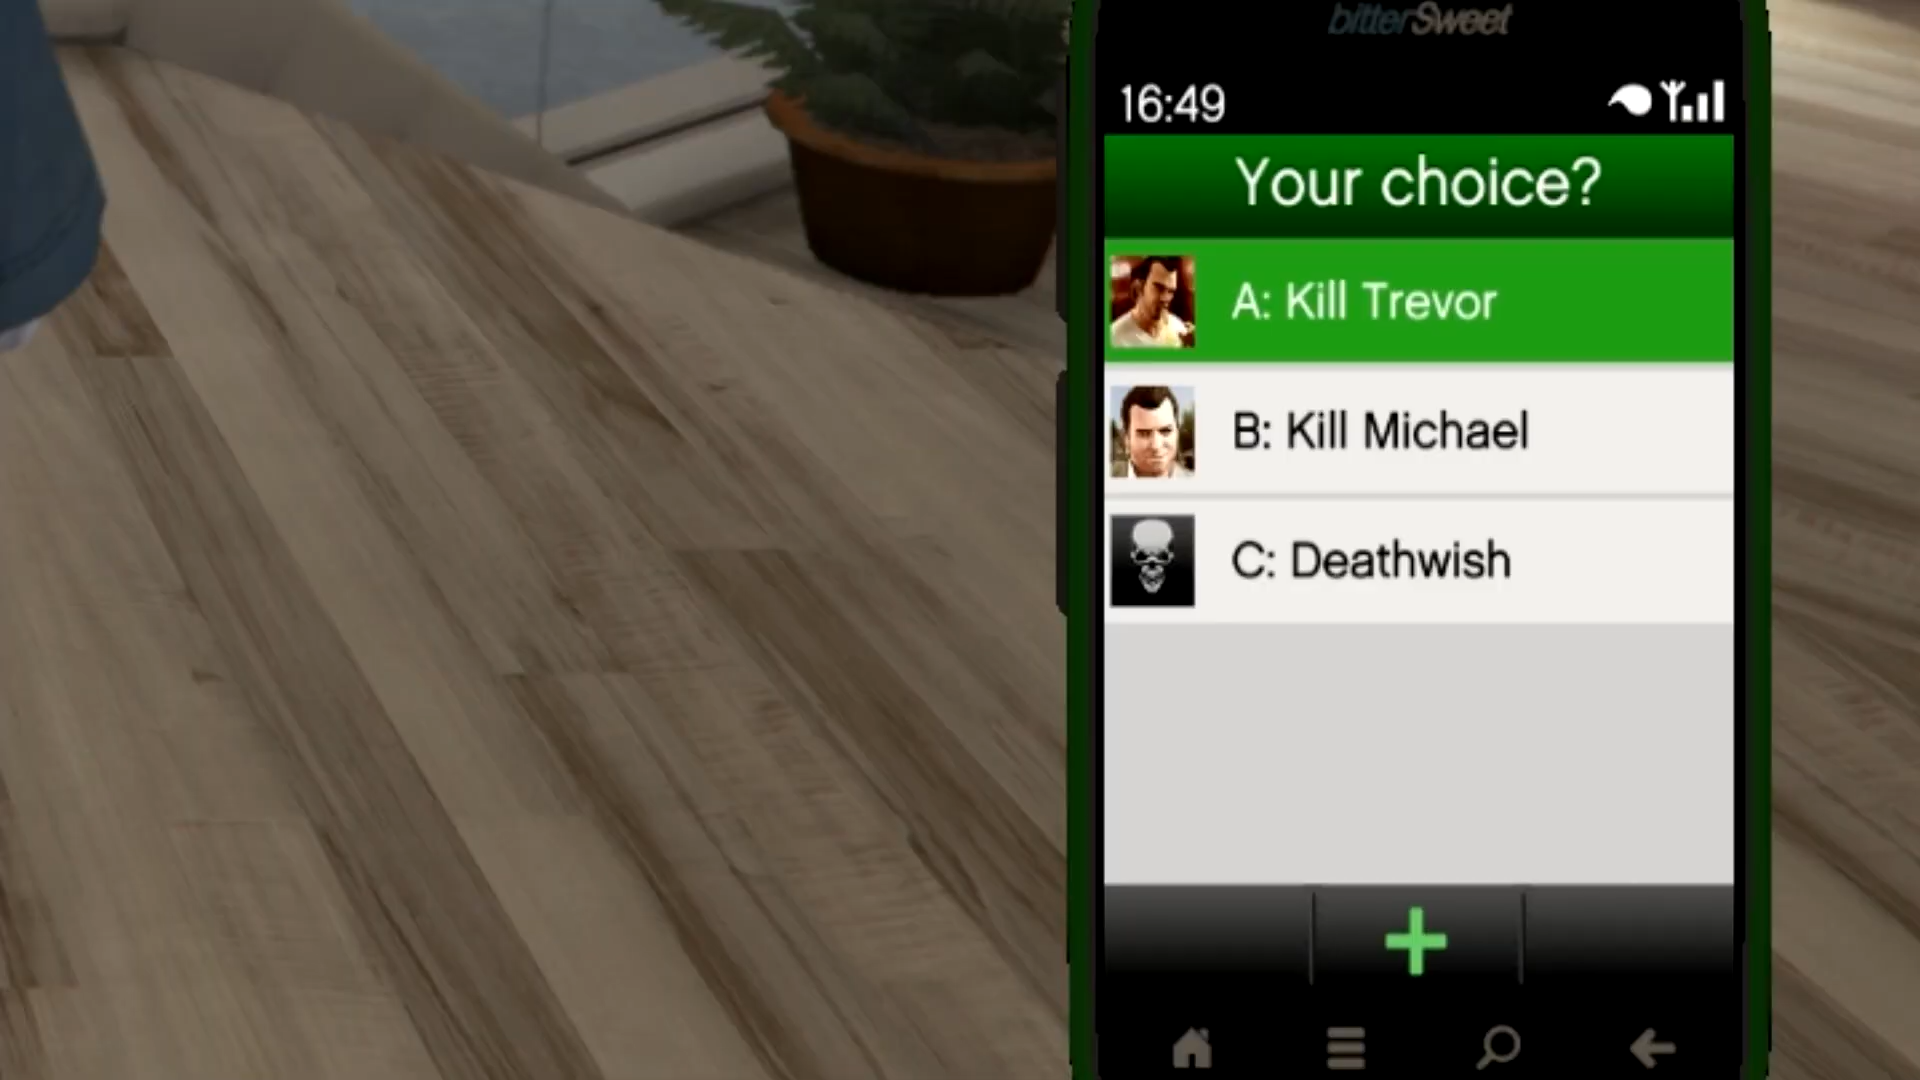 bitterSweet
16:49
Your choice?
A: Kill Trevor
B: Kill Michael
C: Deathwish